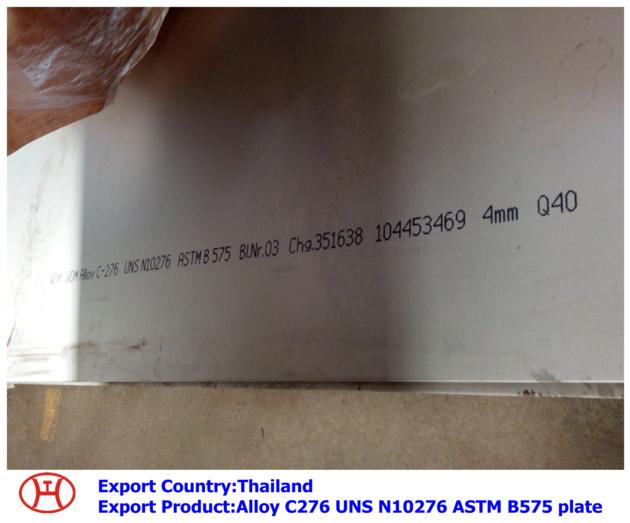 VDM VDM Alloy C-276 UNS N10276 ASTM B 575 Bl.Nr.03 Chg.351638 104453469 4mm Q40
Export Country:Thailand
Export Product:Alloy C276 UNS N10276 ASTM B575 plate